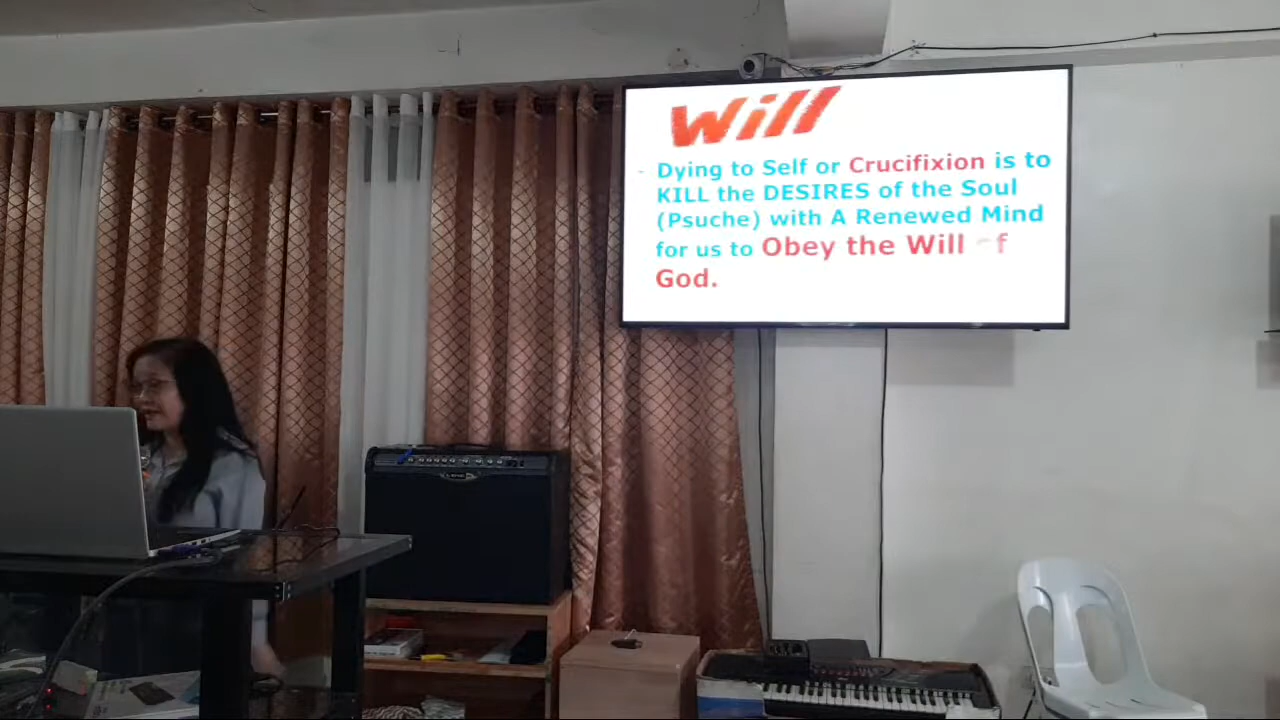 Will
- Dying to Self or Crucifixion is to
KILL the DESIRES of the Soul
(Psuche) with A Renewed Mind
for us to Obey the Will of
God.